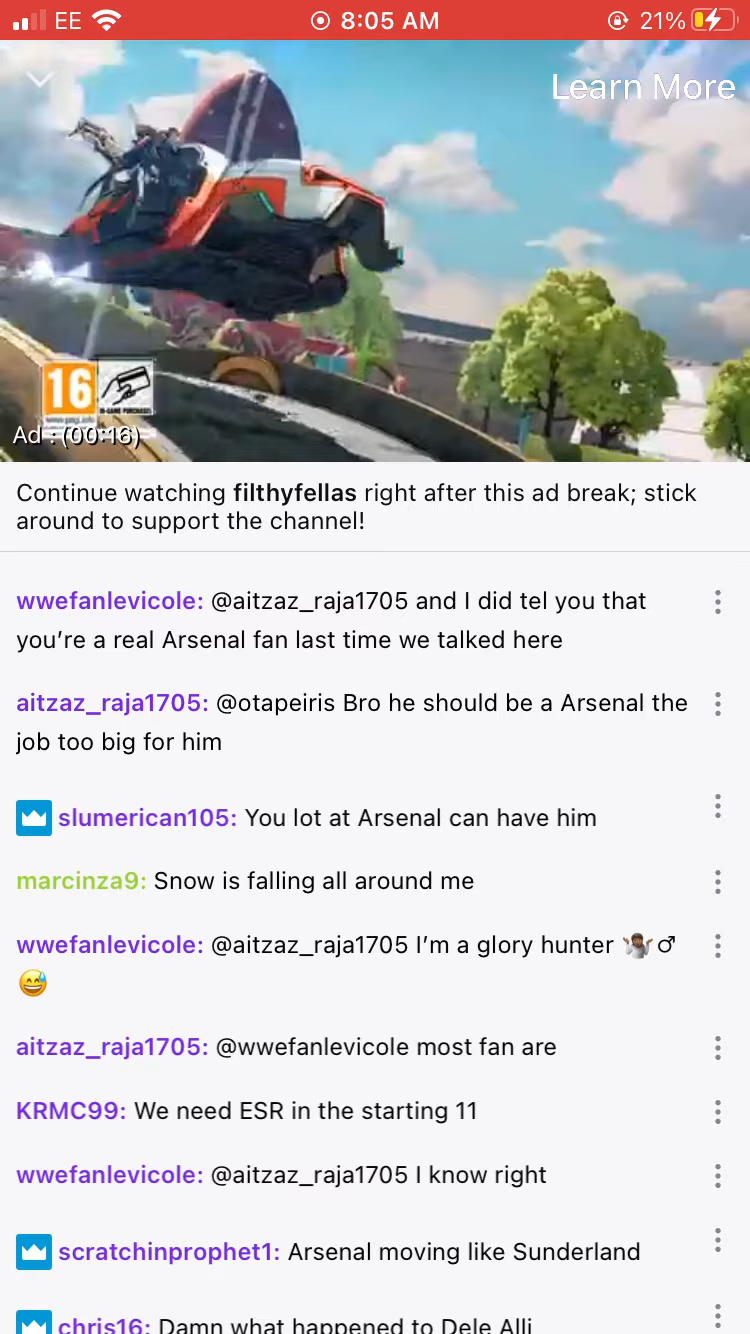 EE 8:05 AM 21%
Learn More
16
IN-GAME PURCHASES
Ad : (00:16)
Continue watching filthyfellas right after this ad break; stick
around to support the channel!
wwefanlevicole: @aitzaz_raja1705 and I did tell you that
you’re a real Arsenal fan last time we talked here
aitzaz_raja1705: @otapeiris Bro he should be a Arsenal the
job too big for him
slumerican105: You lot at Arsenal can have him
marcinza9: Snow is falling all around me
wwefanlevicole: @aitzaz_raja1705 I’m a glory hunter 🤷🏾♂
😅
aitzaz_raja1705: @wwefanlevicole most fan are
KRMC99: We need ESR in the starting 11
wwefanlevicole: @aitzaz_raja1705 I know right
scratchinprophet1: Arsenal moving like Sunderland
chris16: Damn what happened to Dele Alli